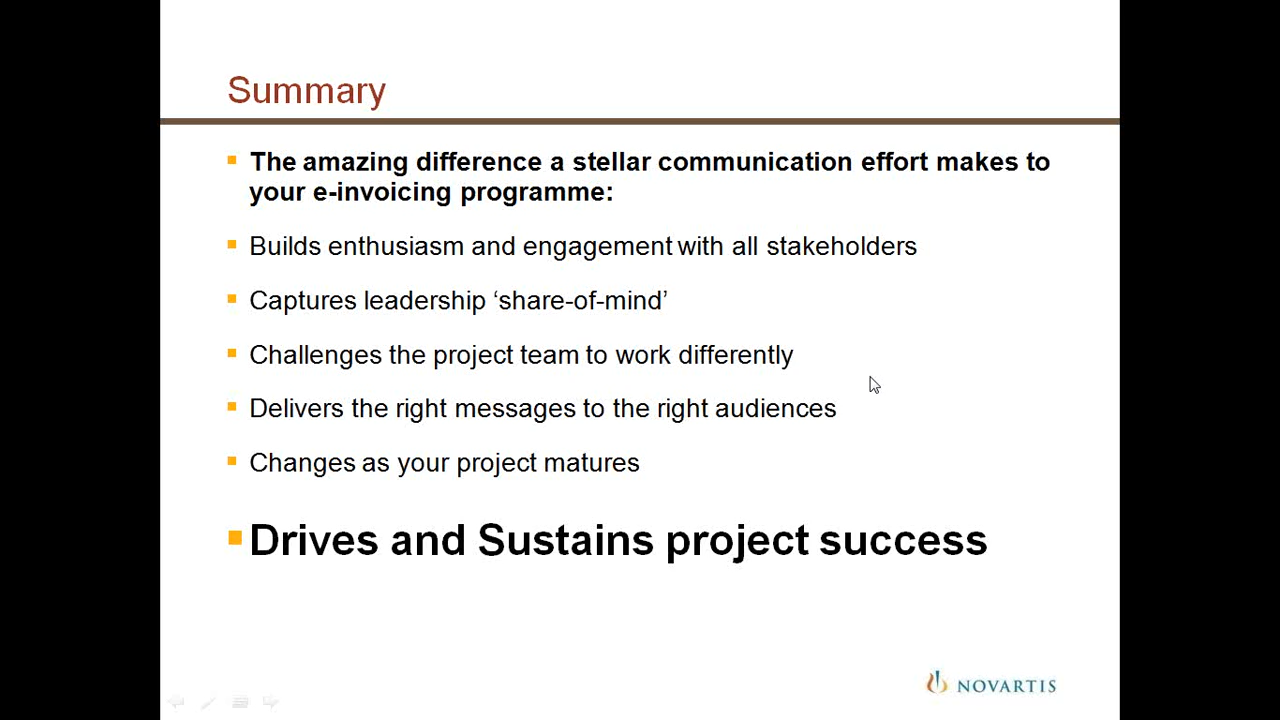 Summary
The amazing difference a stellar communication effort makes to
your e-invoicing programme:
Builds enthusiasm and engagement with all stakeholders
Captures leadership ‘share-of-mind’
Challenges the project team to work differently
Delivers the right messages to the right audiences
Changes as your project matures
Drives and Sustains project success
NOVARTIS